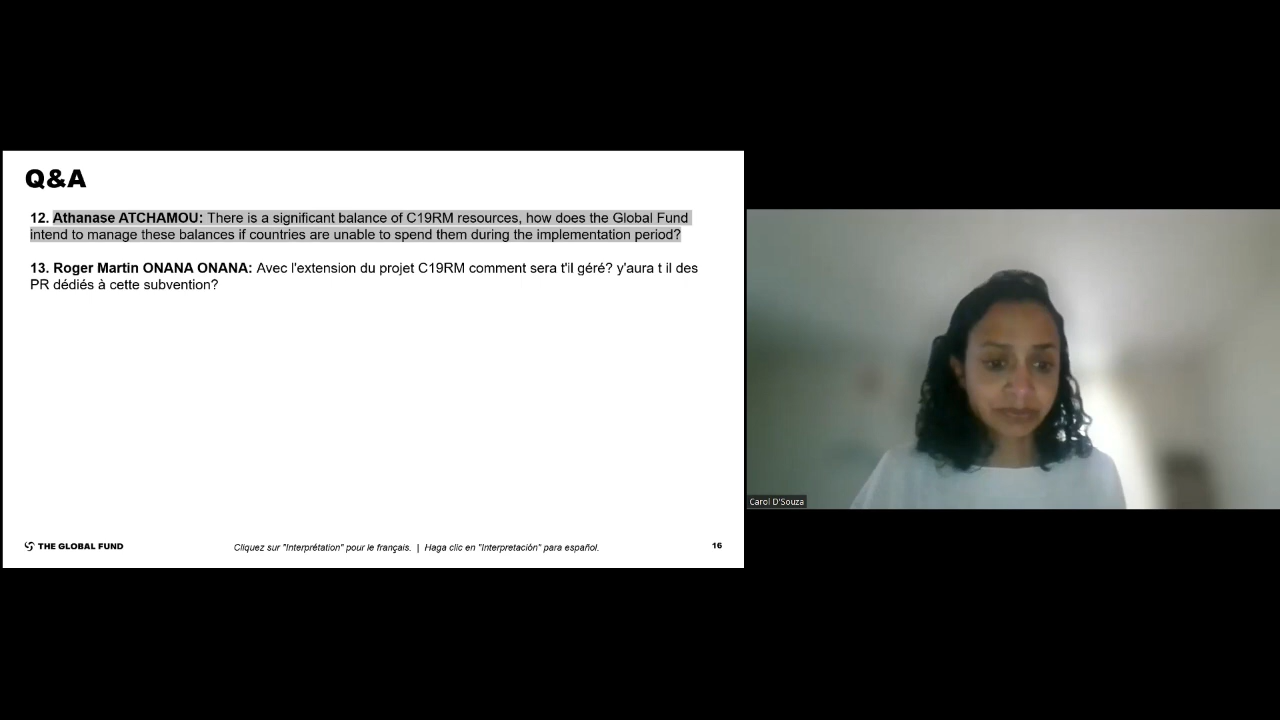 Q&A
12. Athanase ATCHAMOU: There is a significant balance of C19RM resources, how does the Global Fund
intend to manage these balances if countries are unable to spend them during the implementation period?
13. Roger Martin ONANA ONANA: Avec l'extension du projet C19RM comment sera t'il géré? y'aura t il des
PR dédiés à cette subvention?
THE GLOBAL FUND
Cliquez sur "Interprétation" pour le français. | Haga clic en "Interpretación" para español.
16
Carol D'Souza